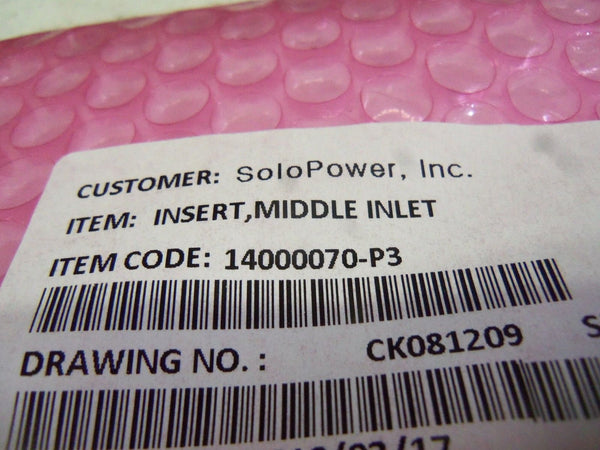 CUSTOMER: SoloPower, Inc.
ITEM: INSERT,MIDDLE INLET
ITEM CODE: 14000070-P3
DRAWING NO. : CK081209 S